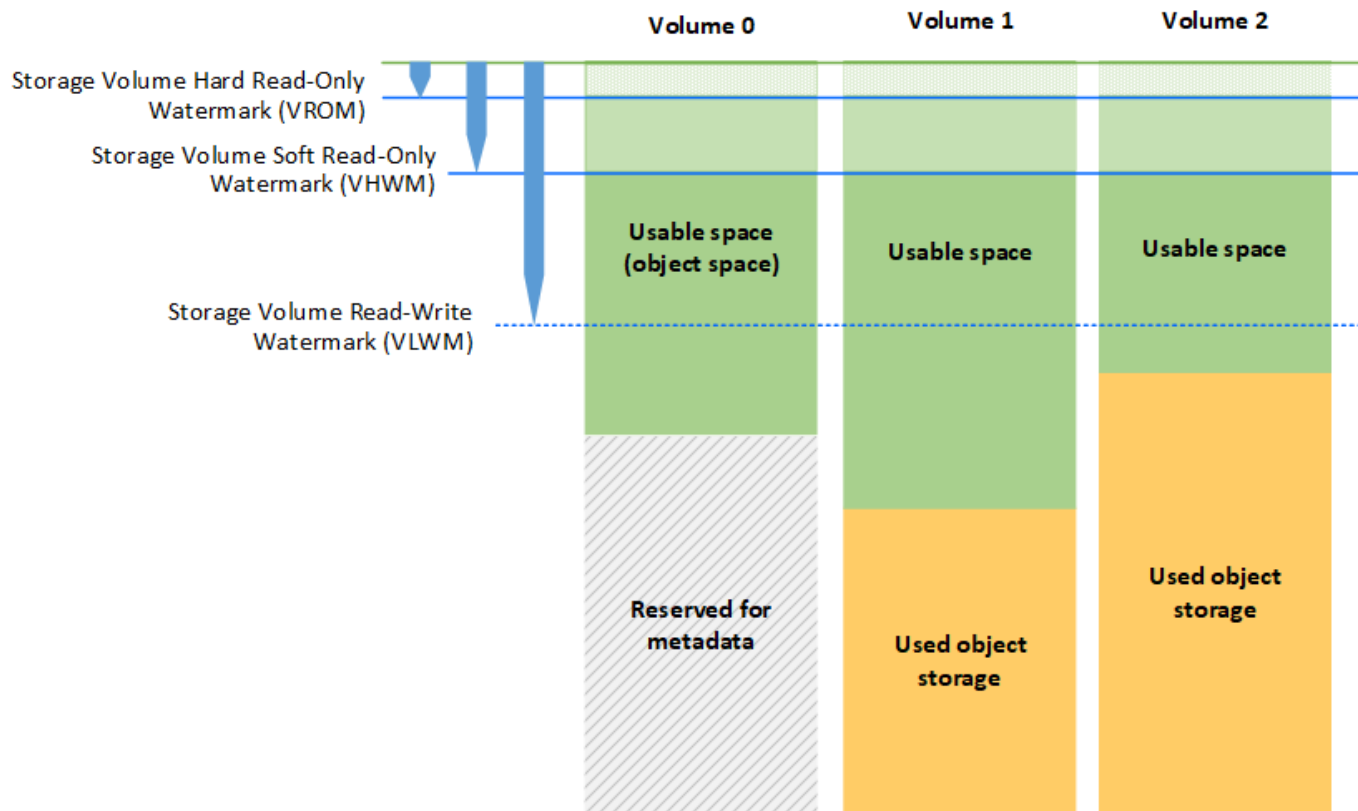 Volume 0
Volume 1
Volume 2
Storage Volume Hard Read-Only
Watermark (VROM)
Storage Volume Soft Read-Only
Watermark (VHWM)
Storage Volume Read-Write
Watermark (VLWM)
Usable space
(object space)
Usable space
Usable space
Reserved for
metadata
Used object
storage
Used object
storage